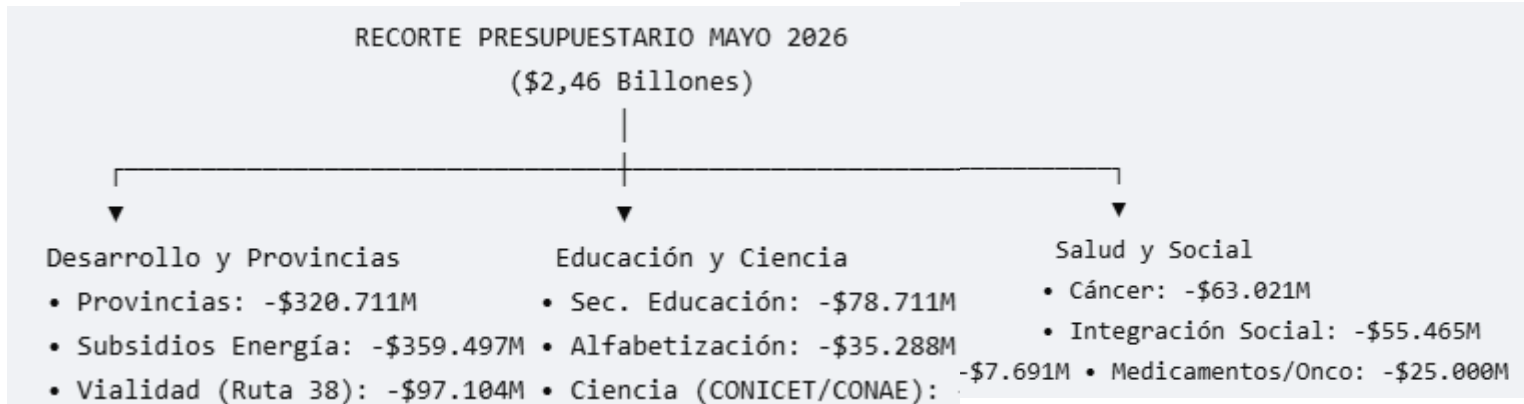 RECORTE PRESUPUESTARIO MAYO 2026
($2,46 Billones)
Desarrollo y Provincias
• Provincias: -$320.711M
• Subsidios Energía: -$359.497M
• Vialidad (Ruta 38): -$97.104M
Educación y Ciencia
• Sec. Educación: -$78.711M
• Alfabetización: -$35.288M
• Ciencia (CONICET/CONAE): -$7.691M
Salud y Social
• Cáncer: -$63.021M
• Integración Social: -$55.465M
• Medicamentos/Onco: -$25.000M